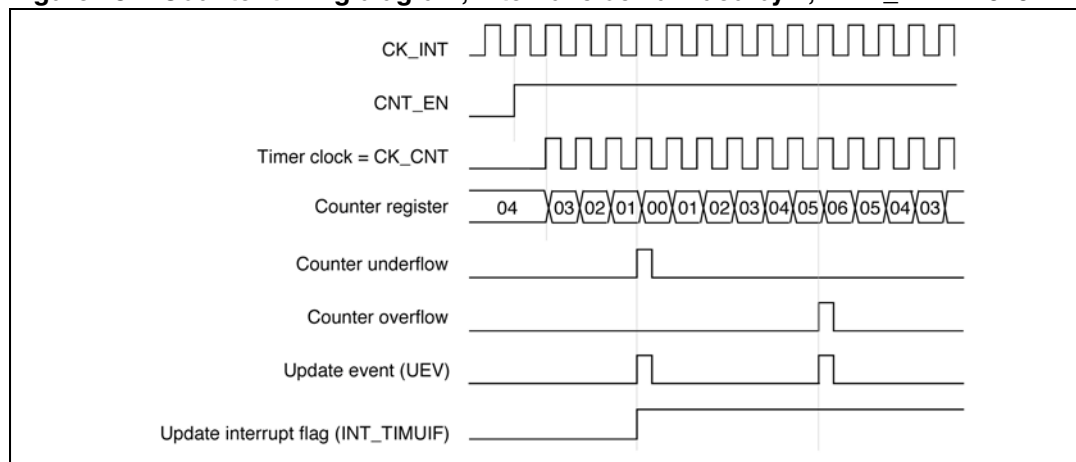 CK_INT
CNT_EN
Timer clock = CK_CNT
Counter register 04 03 02 01 00 01 02 03 04 05 06 05 04 03
Counter underflow
Counter overflow
Update event (UEV)
Update interrupt flag (INT_TIMUIF)